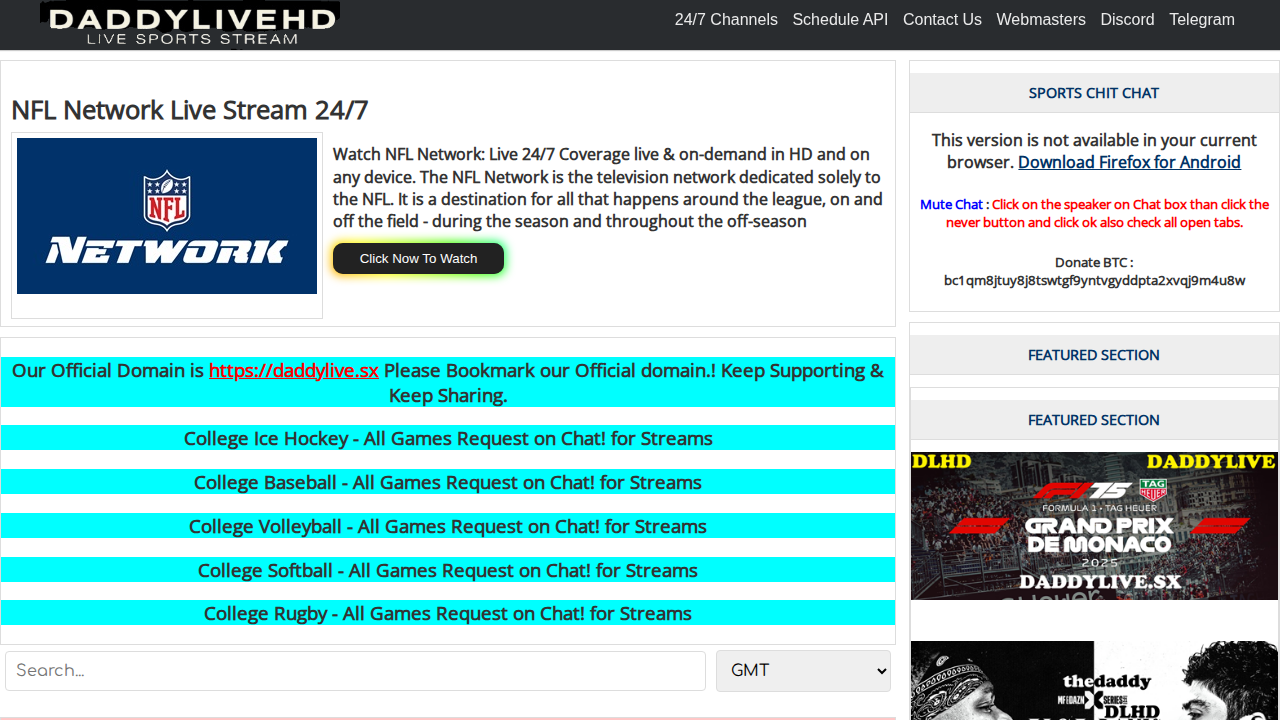 DADDYLIVEHD
LIVE SPORTS STREAM
24/7 Channels Schedule API Contact Us Webmasters Discord Telegram
NFL Network Live Stream 24/7
NFL
NETWORK
Watch NFL Network: Live 24/7 Coverage live & on-demand in HD and on
any device. The NFL Network is the television network dedicated solely to
the NFL. It is a destination for all that happens around the league, on and
off the field - during the season and throughout the off-season
Click Now To Watch
Our Official Domain is https://daddylive.sx Please Bookmark our Official domain.! Keep Supporting &
Keep Sharing.
College Ice Hockey - All Games Request on Chat! for Streams
College Baseball - All Games Request on Chat! for Streams
College Volleyball - All Games Request on Chat! for Streams
College Softball - All Games Request on Chat! for Streams
College Rugby - All Games Request on Chat! for Streams
Search...
GMT
SPORTS CHIT CHAT
This version is not available in your current
browser. Download Firefox for Android
Mute Chat : Click on the speaker on Chat box than click the
never button and click ok also check all open tabs.
Donate BTC :
bc1qm8jtuy8j8tswtgf9yntvgyddpta2xvqj9m4u8w
FEATURED SECTION
FEATURED SECTION
DLHD DADDYLIVE
F1 75 TAG HEUER
FORMULA 1 • TAG HEUER
GRAND PRIX
DE MONACO
2025
DADDYLIVE.SX
thedaddy
DLHD